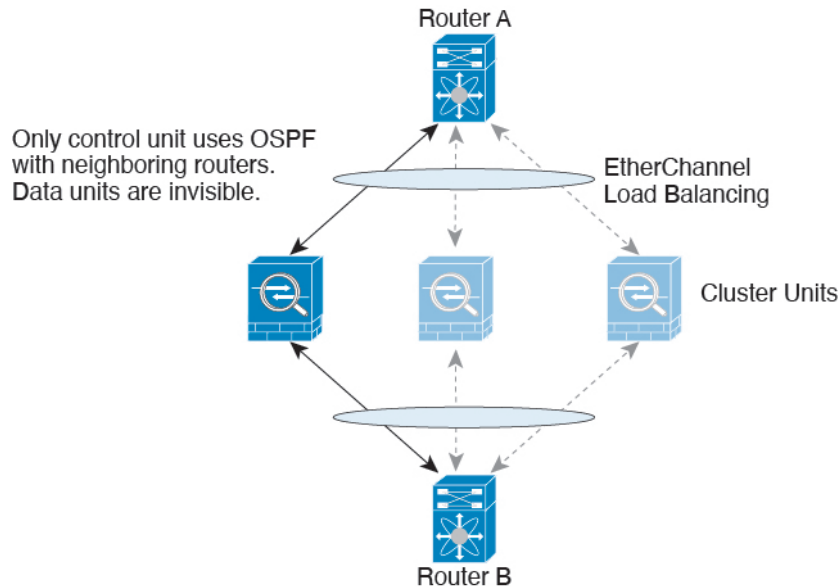 Router A
Only control unit uses OSPF
with neighboring routers.
Data units are invisible.
EtherChannel
Load Balancing
Cluster Units
Router B